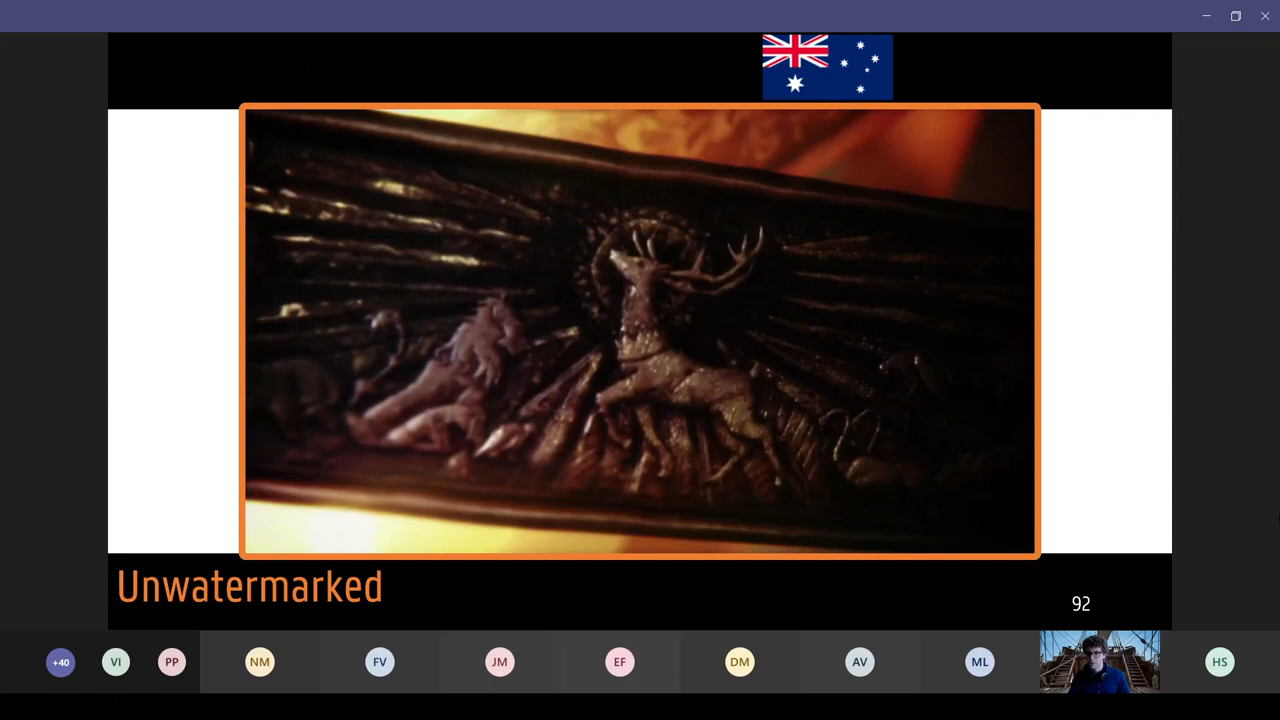 Unwatermarked
92
+40
VI
PP
NM
FV
JM
EF
DM
AV
ML
HS